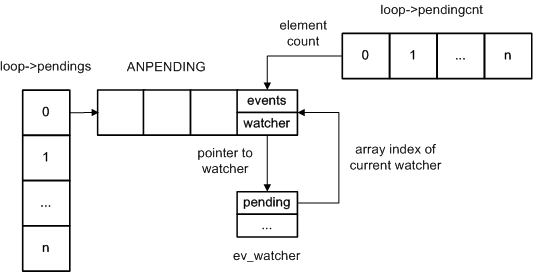 loop->pendingcnt
element
count
0 1 ... n
loop->pendings
ANPENDING
0
events
watcher
1
pointer to
watcher
array index of
current watcher
...
pending
...
n
ev_watcher